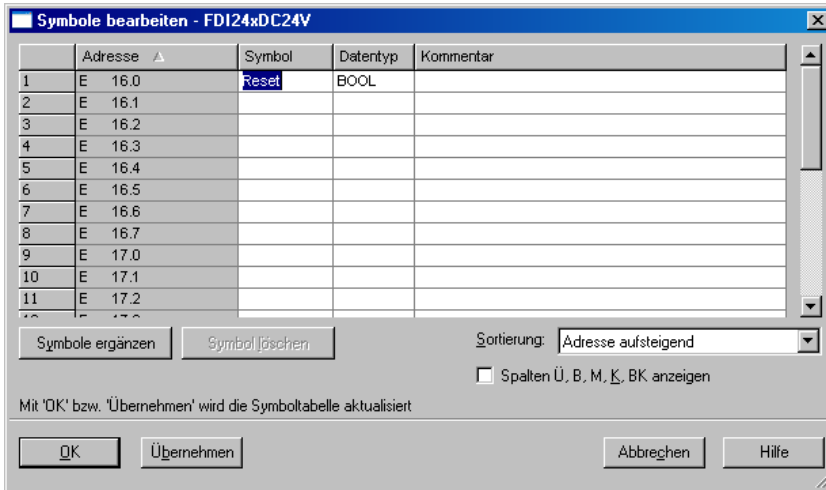 Symbole bearbeiten - FDI24xDC24V
Adresse Symbol Datentyp Kommentar
1 E 16.0 Reset BOOL
2 E 16.1
3 E 16.2
4 E 16.3
5 E 16.4
6 E 16.5
7 E 16.6
8 E 16.7
9 E 17.0
10 E 17.1
11 E 17.2
Symbole ergänzen Symbol löschen Sortierung: Adresse aufsteigend
Spalten Ü, B, M, K, BK anzeigen
Mit 'OK' bzw. 'Übernehmen' wird die Symboltabelle aktualisiert
OK Übernehmen Abbrechen Hilfe